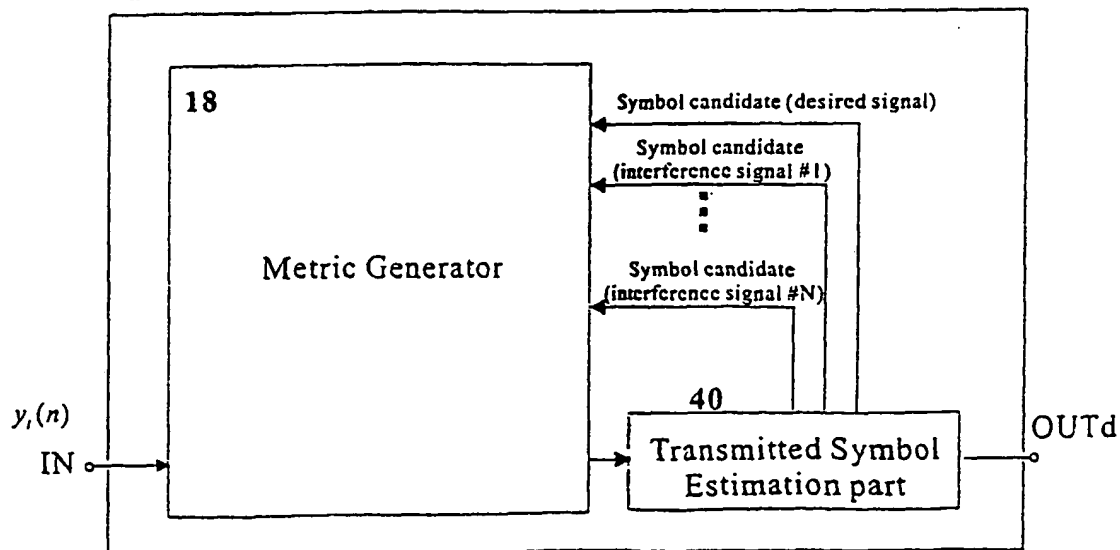 18
Symbol candidate (desired signal)
Symbol candidate
(interference signal #1)
Metric Generator
Symbol candidate
(interference signal #N)
40
y_i(n)
IN
Transmitted Symbol
Estimation part
OUTd